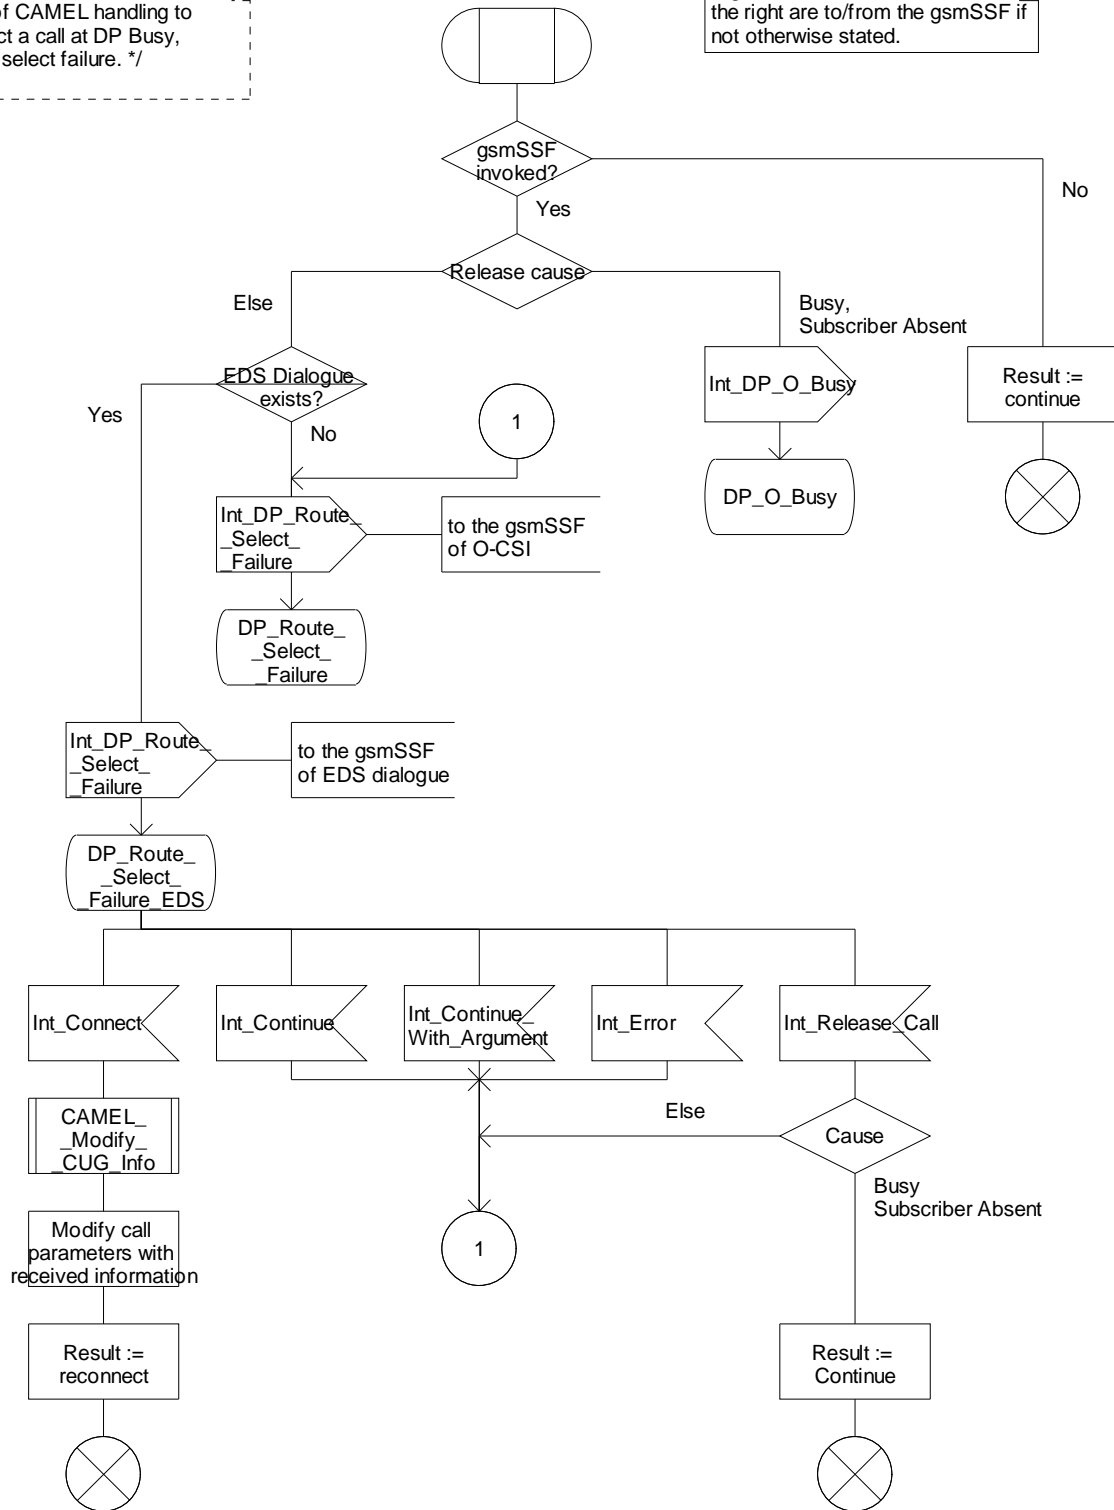 of CAMEL handling to
ct a call at DP Busy,
select failure. */
the right are to/from the gsmSSF if
not otherwise stated.
gsmSSF
invoked?
No
Yes
Release cause
Else
Busy,
Subscriber Absent
EDS Dialogue
exists?
Yes
No
1
Int_DP_O_Busy
Result :=
continue
DP_O_Busy
Int_DP_Route_
_Select_
_Failure
to the gsmSSF
of O-CSI
DP_Route_
_Select_
_Failure
Int_DP_Route_
_Select_
_Failure
to the gsmSSF
of EDS dialogue
DP_Route_
_Select_
_Failure_EDS
Int_Connect
Int_Continue
Int_Continue_
With_Argument
Int_Error
Int_Release_Call
CAMEL_
_Modify_
_CUG_Info
Else
Cause
Busy
Subscriber Absent
Modify call
parameters with
received information
1
Result :=
reconnect
Result :=
Continue